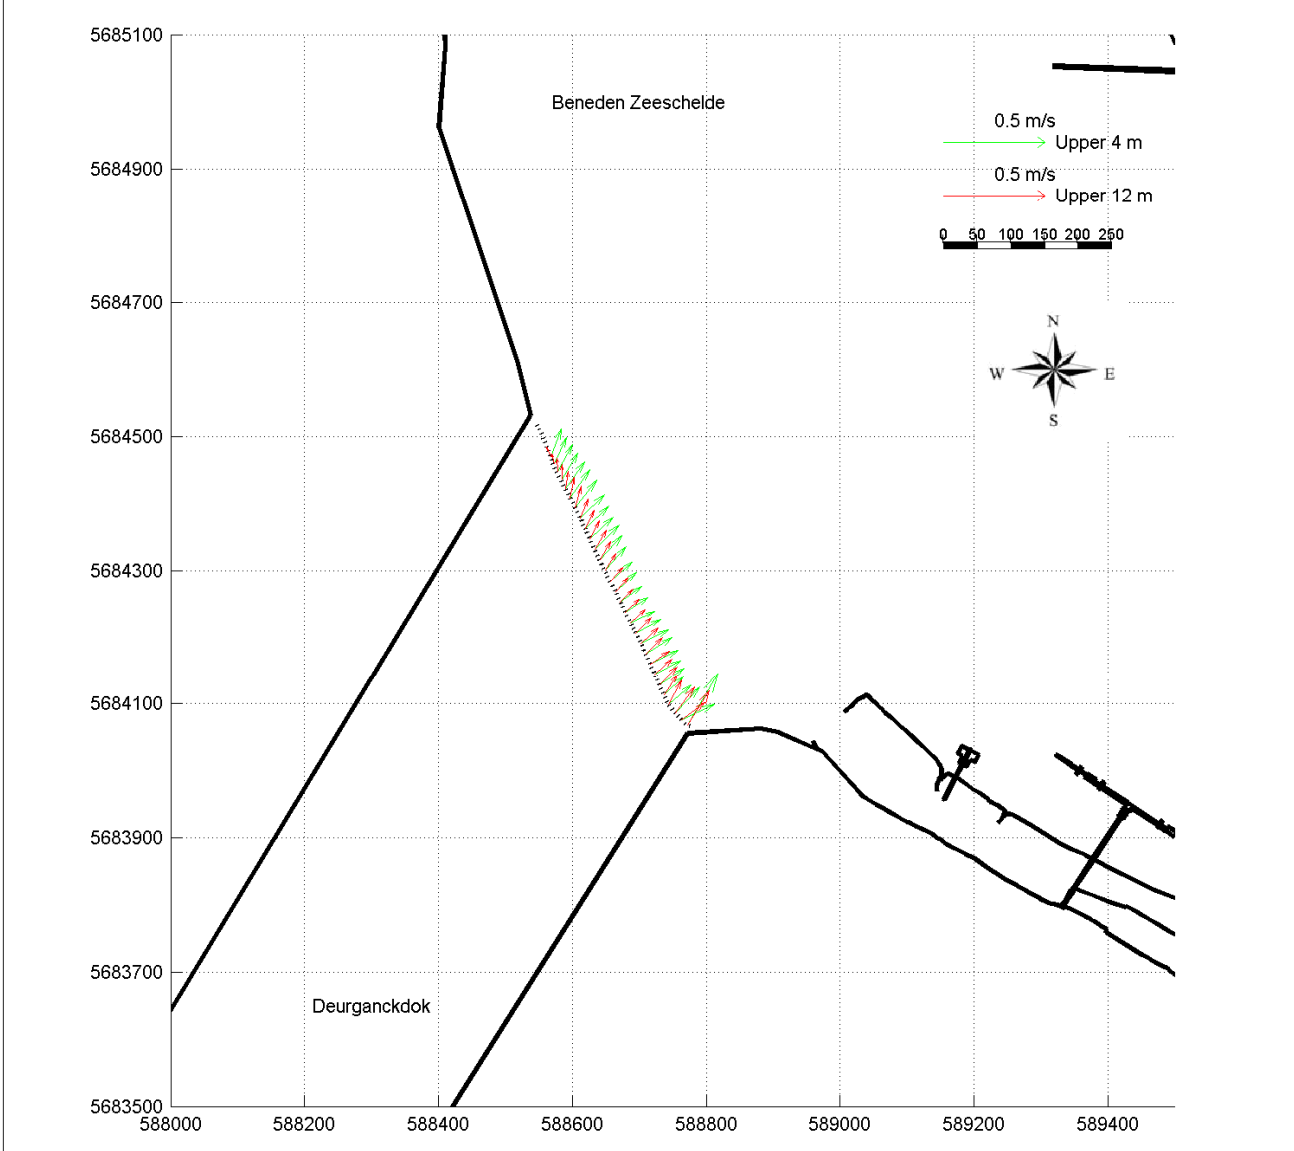 5685100
Beneden Zeeschelde
0.5 m/s
Upper 4 m
5684900
0.5 m/s
Upper 12 m
0 50 100 150 200 250
5684700
N
W E
S
5684500
5684300
5684100
5683900
5683700
Deurganckdok
5683500
588000 588200 588400 588600 588800 589000 589200 589400